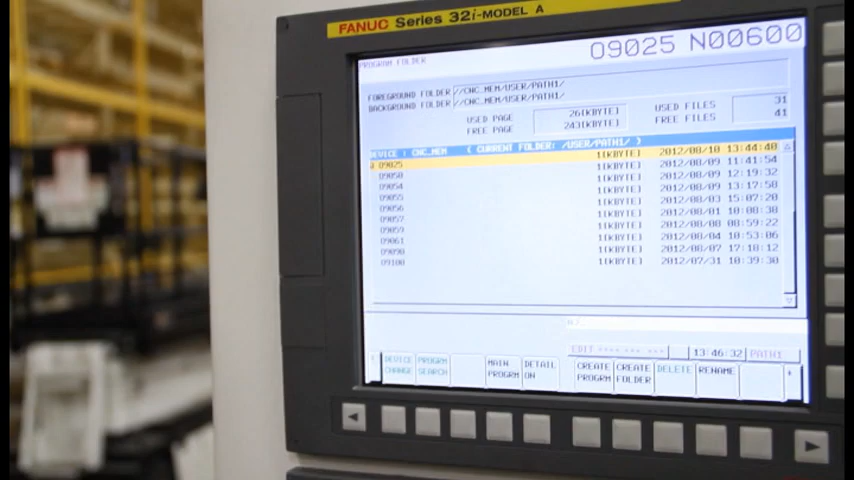 FANUC Series 32i-MODEL A
O9025 N00600
PROGRAM FOLDER
FOREGROUND FOLDER //CNC_MEM/USER/PATH1/
BACKGROUND FOLDER //CNC_MEM/USER/PATH1/
USED PAGE 26[KBYTE] USED FILES 31
FREE PAGE 243[KBYTE] FREE FILES 41
DEVICE : CNC_MEM ( CURRENT FOLDER: /USER/PATH1/ )
O9025 1[KBYTE] 2012/08/10 13:44:40
O9050 1[KBYTE] 2012/08/09 11:41:54
O9054 1[KBYTE] 2012/08/09 12:19:32
O9055 1[KBYTE] 2012/08/09 13:17:58
O9056 1[KBYTE] 2012/08/03 15:07:20
O9057 1[KBYTE] 2012/08/01 10:08:38
O9059 1[KBYTE] 2012/08/08 08:59:22
O9061 1[KBYTE] 2012/08/04 10:53:06
O9090 1[KBYTE] 2012/08/07 17:18:12
O9100 1[KBYTE] 2012/07/31 10:39:30
A>_
EDIT **** *** *** 13:46:32 PATH1
DEVICE CHANGE PROGRM SEARCH MAIN PROGRM DETAIL ON CREATE PROGRM CREATE FOLDER DELETE RENAME +